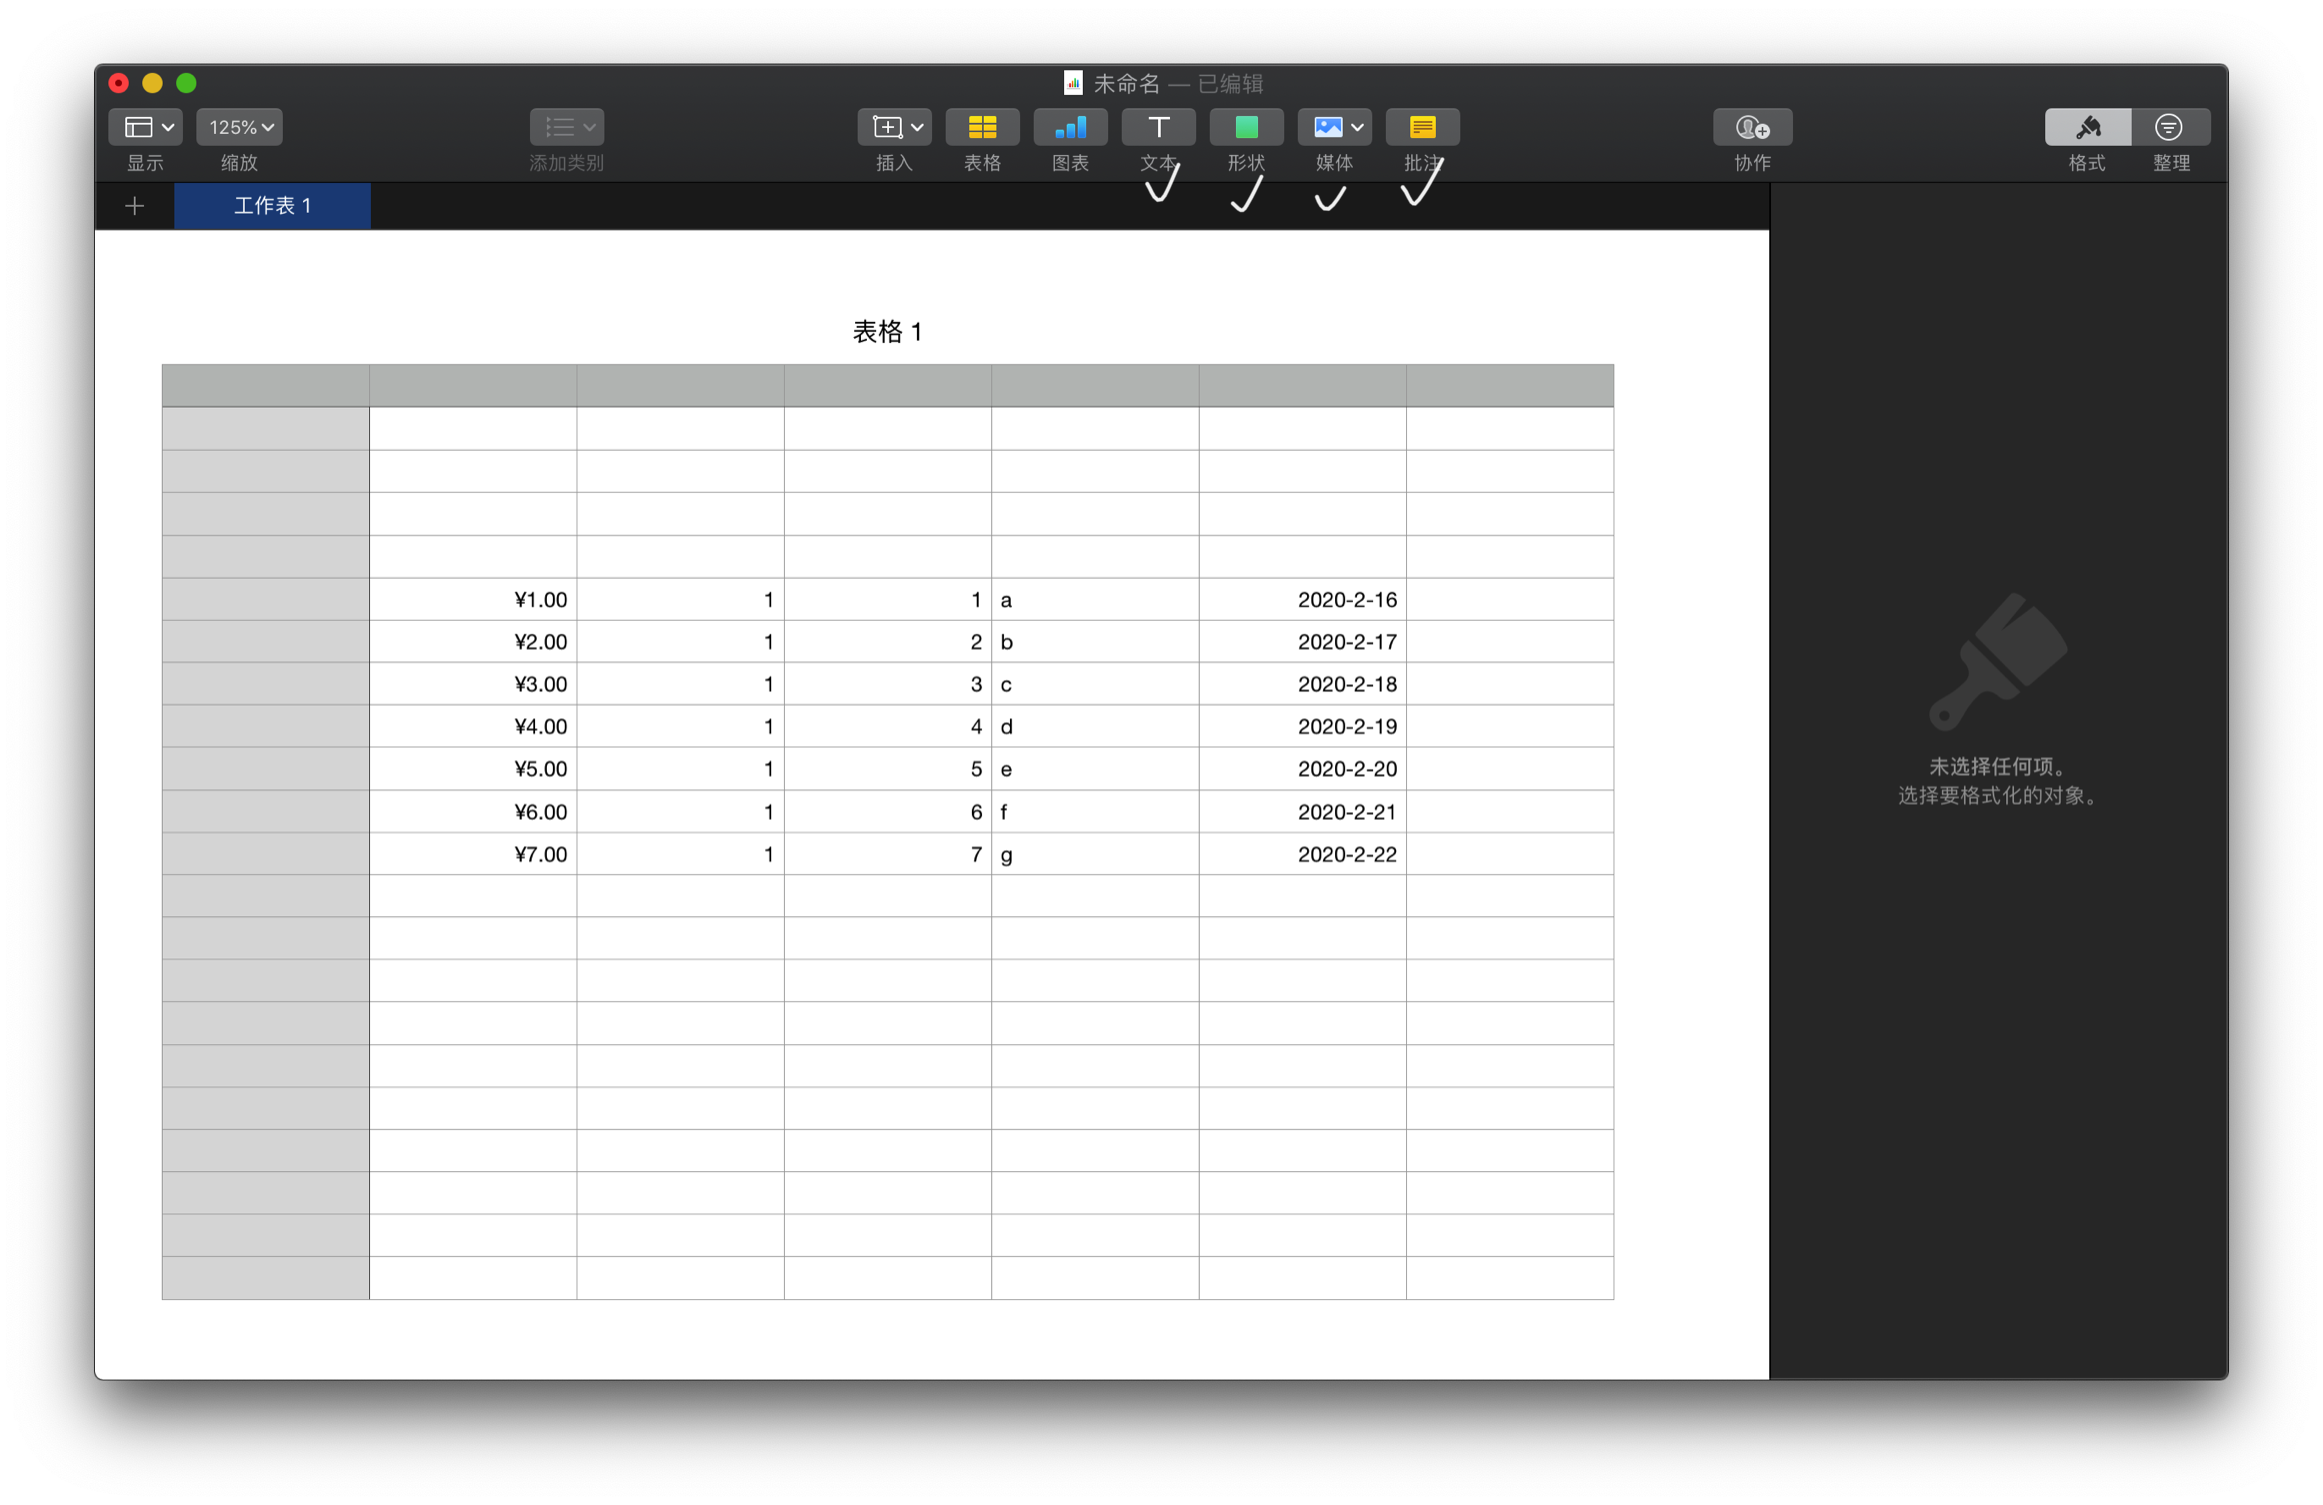 未命名 — 已编辑
125%
显示 缩放 添加类别 插入 表格 图表 文本 形状 媒体 批注 协作 格式 整理
工作表 1
表格 1
¥1.00 1 1 a 2020-2-16
¥2.00 1 2 b 2020-2-17
¥3.00 1 3 c 2020-2-18
¥4.00 1 4 d 2020-2-19
¥5.00 1 5 e 2020-2-20
¥6.00 1 6 f 2020-2-21
¥7.00 1 7 g 2020-2-22
未选择任何项。
选择要格式化的对象。